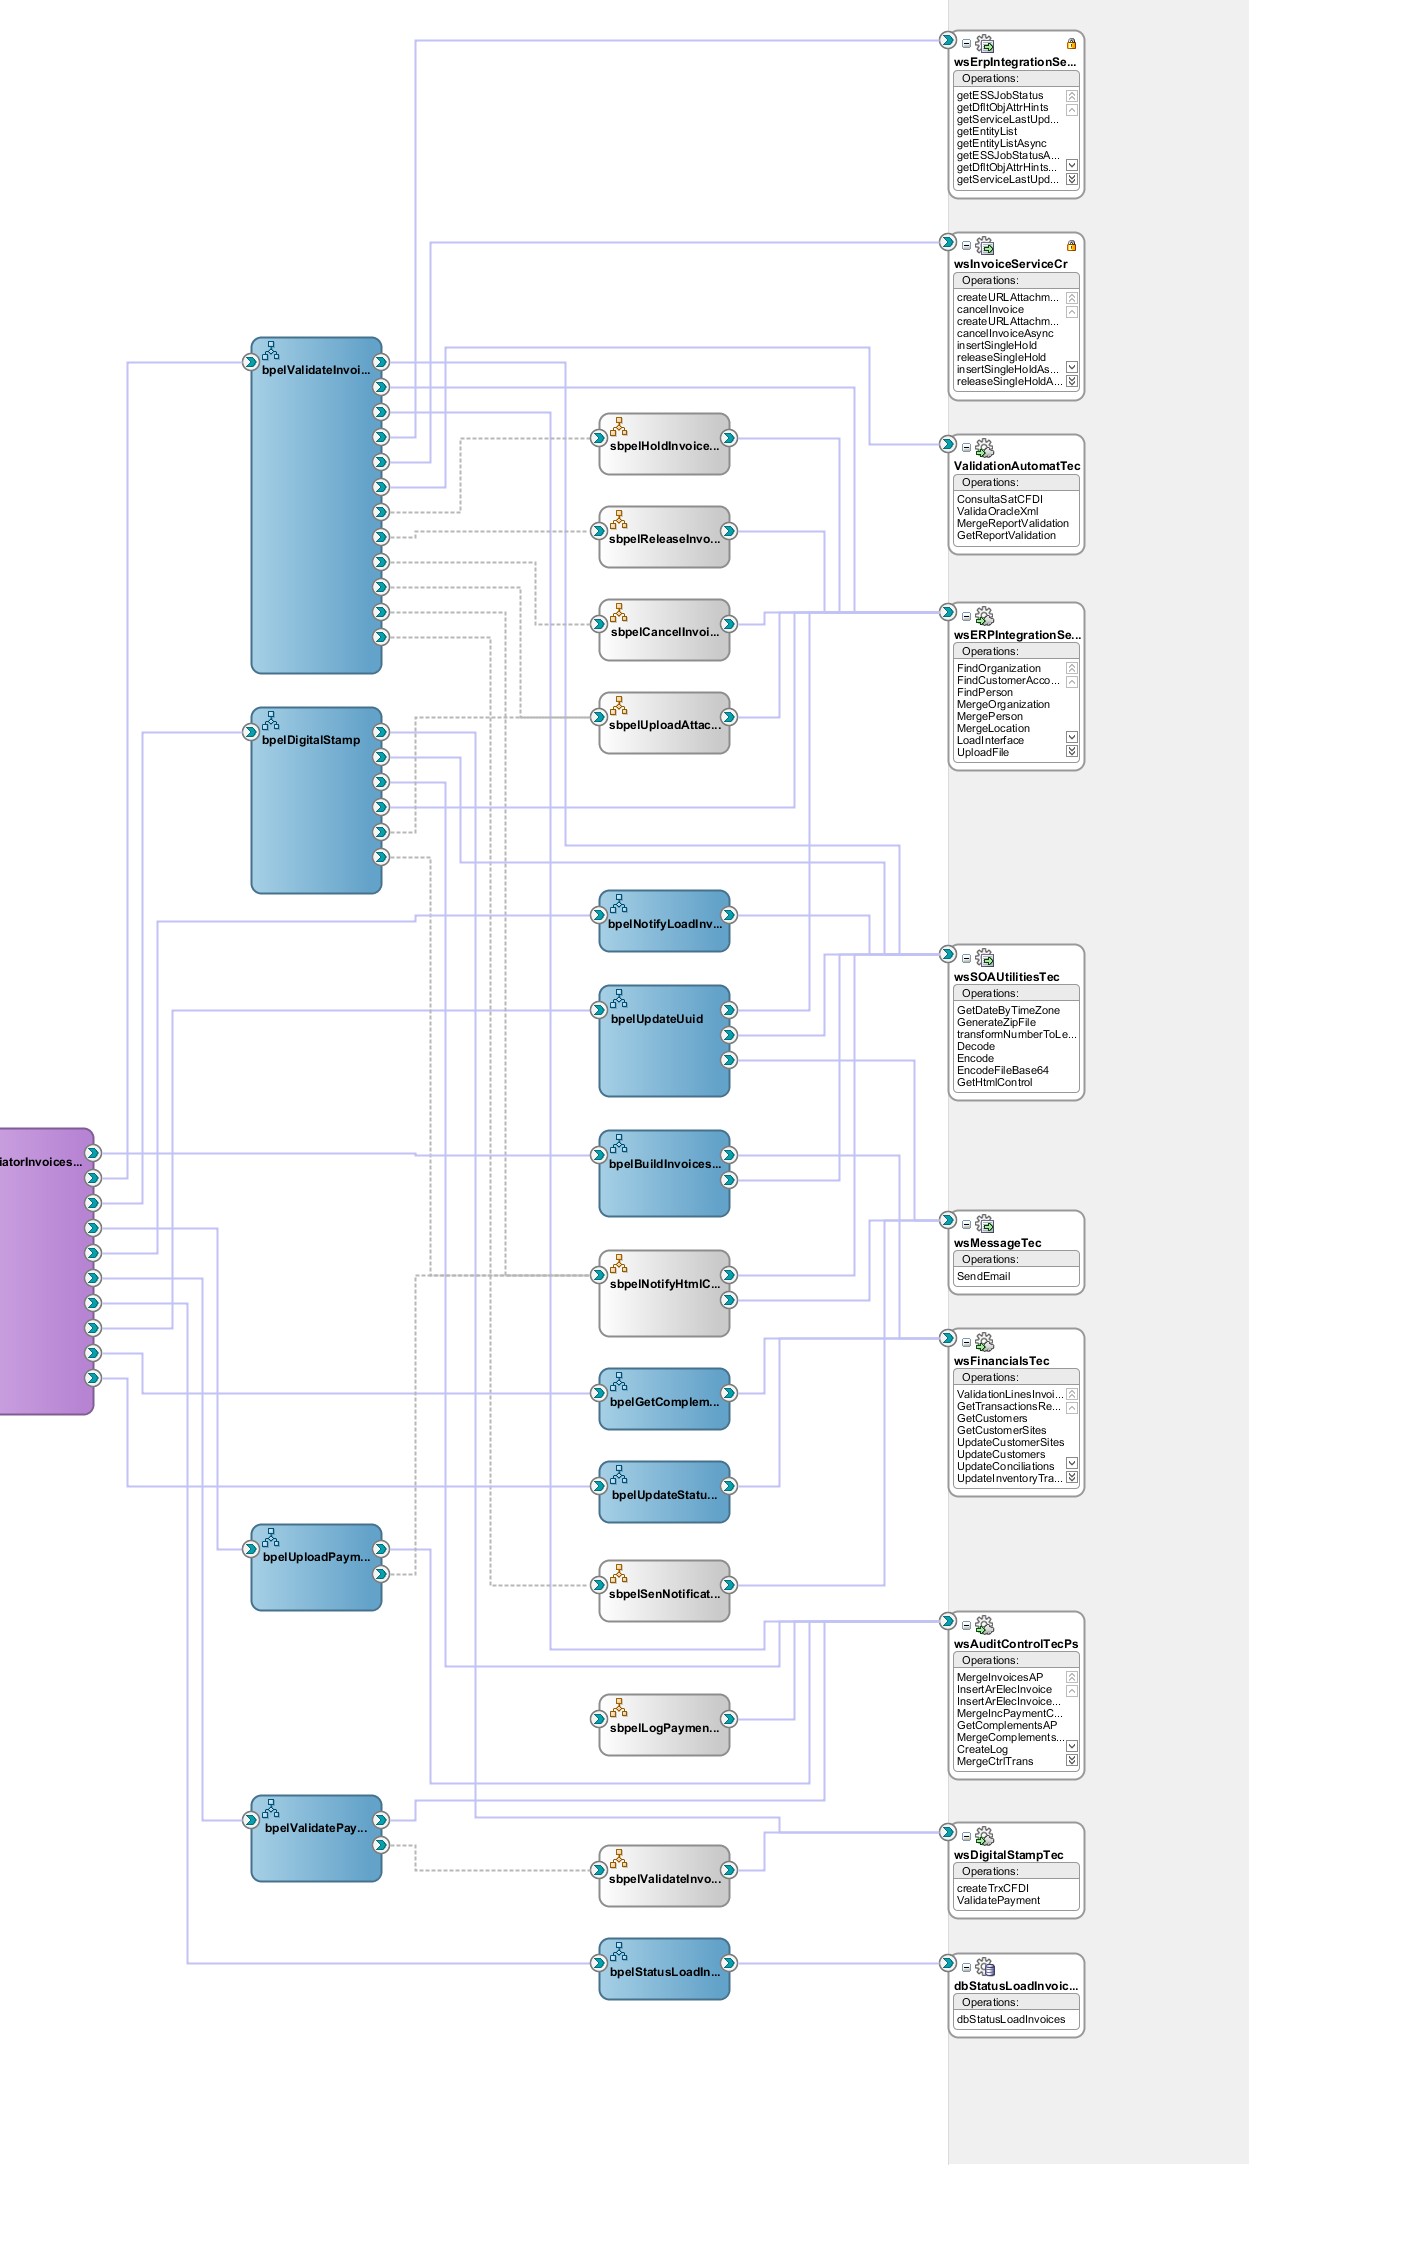 wsErpIntegrationSe...
Operations:
getESSJobStatus
getDfltObjAttrHints
getServiceLastUpd...
getEntityList
getEntityListAsync
getESSJobStatusA...
getDfltObjAttrHints...
getServiceLastUpd...
wsInvoiceServiceCr
Operations:
createURLAttachm...
cancelInvoice
createURLAttachm...
cancelInvoiceAsync
insertSingleHold
releaseSingleHold
insertSingleHoldAs...
releaseSingleHoldA...
bpelValidateInvoi...
sbpelHoldInvoice...
ValidationAutomatTec
Operations:
ConsultaSatCFDI
ValidaOracleXml
MergeReportValidation
GetReportValidation
sbpelReleaseInvo...
sbpelCancelInvoi...
wsERPIntegrationSe...
Operations:
FindOrganization
FindCustomerAcco...
FindPerson
MergeOrganization
MergePerson
MergeLocation
LoadInterface
UploadFile
sbpelUploadAttac...
bpelDigitalStamp
bpelNotifyLoadInv...
wsSOAUtilitiesTec
Operations:
GetDateByTimeZone
GenerateZipFile
transformNumberToLe...
Decode
Encode
EncodeFileBase64
GetHtmlControl
bpelUpdateUuid
iatorInvoices...
bpelBuildInvoices...
wsMessageTec
Operations:
SendEmail
sbpelNotifyHtmlC...
wsFinancialsTec
Operations:
ValidationLinesInvoi...
GetTransactionsRe...
GetCustomers
GetCustomerSites
UpdateCustomerSites
UpdateCustomers
UpdateConciliations
UpdateInventoryTra...
bpelGetComplem...
bpelUpdateStatu...
bpelUploadPaym...
sbpelSenNotificat...
wsAuditControlTecPs
Operations:
MergeInvoicesAP
InsertArElecInvoice
InsertArElecInvoice...
MergeIncPaymentC...
GetComplementsAP
MergeComplements...
CreateLog
MergeCtrlTrans
sbpelLogPaymen...
bpelValidatePay...
sbpelValidateInvo...
wsDigitalStampTec
Operations:
createTrxCFDI
ValidatePayment
bpelStatusLoadIn...
dbStatusLoadInvoic...
Operations:
dbStatusLoadInvoices